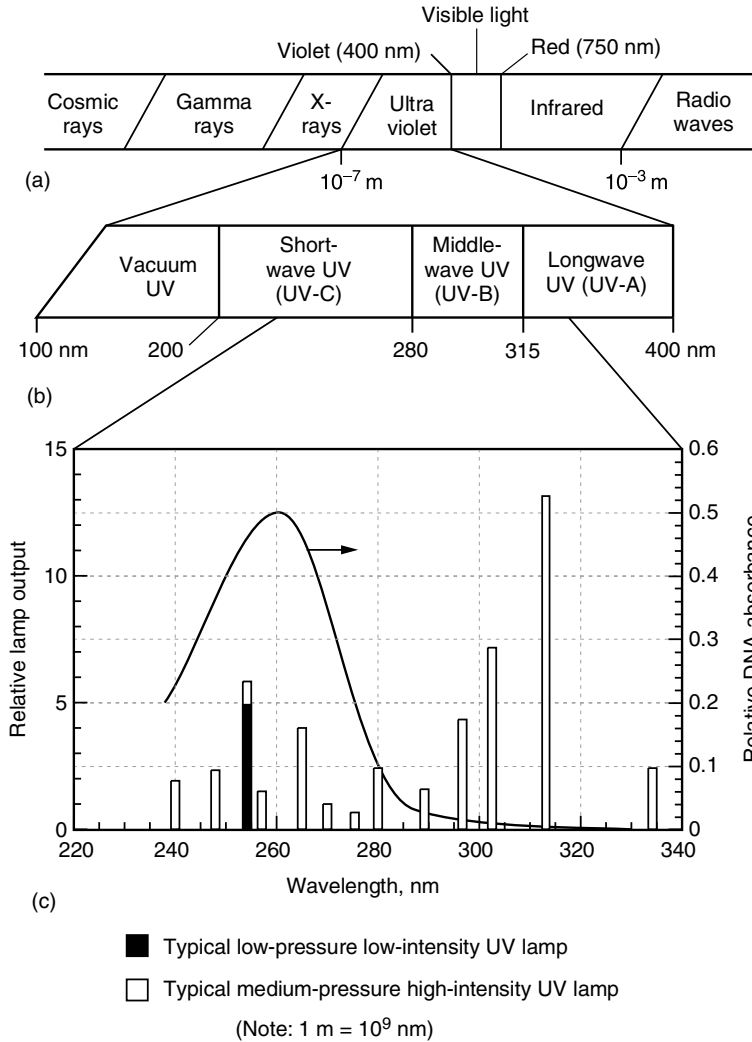 Visible light
Violet (400 nm)
Red (750 nm)
Cosmic
rays
Gamma
rays
X-
rays
Ultra
violet
Infrared
Radio
waves
(a)
10⁻⁷ m
10⁻³ m
Vacuum
UV
Short-
wave UV
(UV-C)
Middle-
wave UV
(UV-B)
Longwave
UV (UV-A)
100 nm
200
280
315
400 nm
(b)
15
10
5
0
Relative lamp output
0.6
0.5
0.4
0.3
0.2
0.1
0
Relative DNA absorbance
220
240
260
280
300
320
340
Wavelength, nm
(c)
Typical low-pressure low-intensity UV lamp
Typical medium-pressure high-intensity UV lamp
(Note: 1 m = 10⁹ nm)